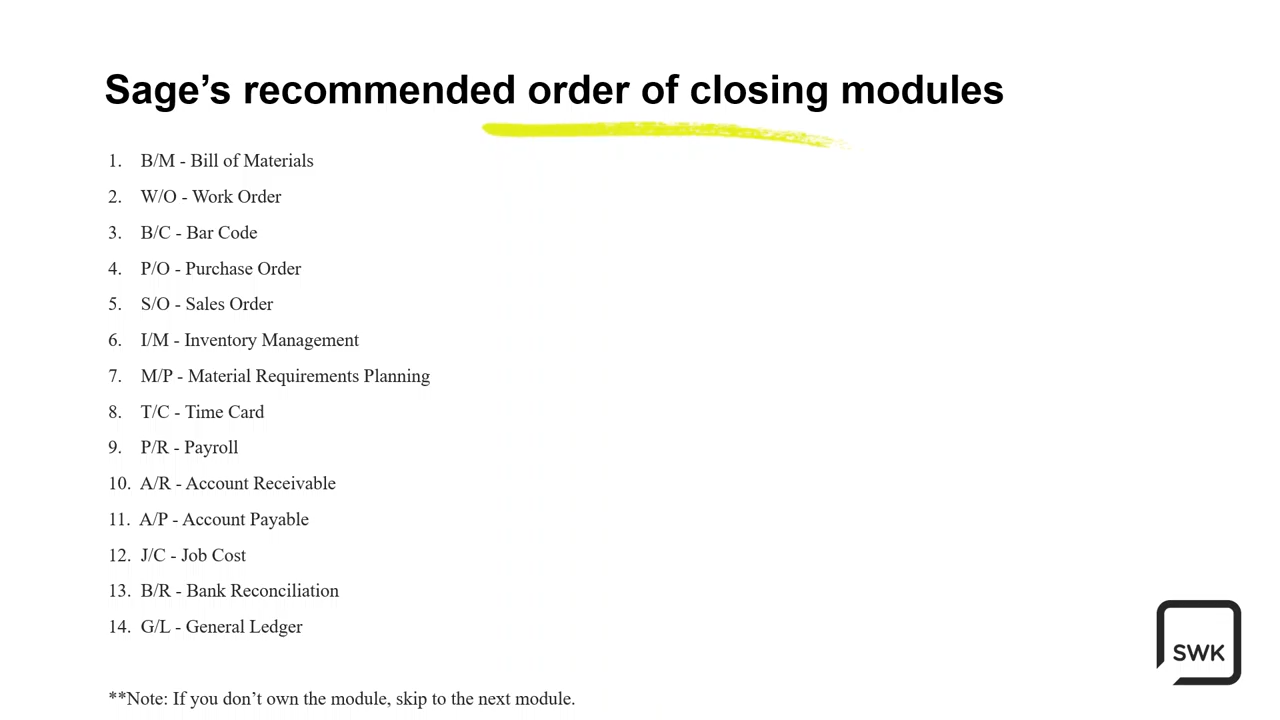 Sage’s recommended order of closing modules
1. B/M - Bill of Materials
2. W/O - Work Order
3. B/C - Bar Code
4. P/O - Purchase Order
5. S/O - Sales Order
6. I/M - Inventory Management
7. M/P - Material Requirements Planning
8. T/C - Time Card
9. P/R - Payroll
10. A/R - Account Receivable
11. A/P - Account Payable
12. J/C - Job Cost
13. B/R - Bank Reconciliation
14. G/L - General Ledger
SWK
**Note: If you don’t own the module, skip to the next module.